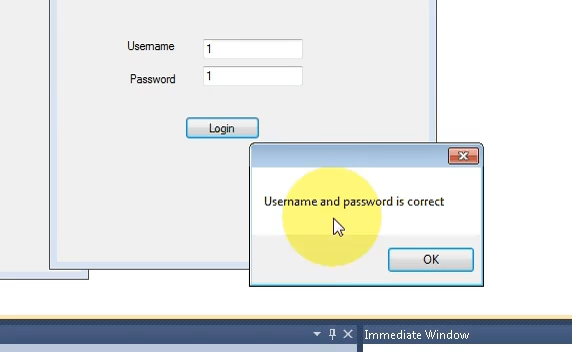 Username 1
Password 1
Login
Username and password is correct
OK
Immediate Window